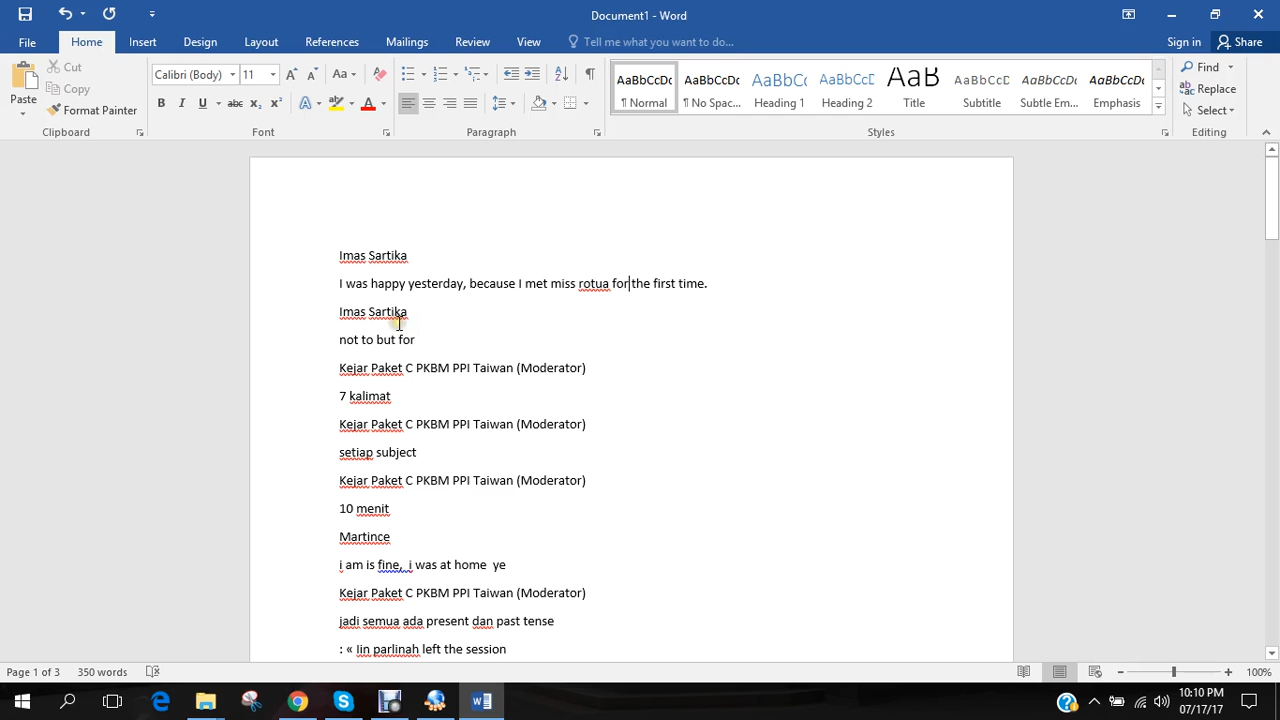 Document1 - Word
File Home Insert Design Layout References Mailings Review View Tell me what you want to do... Sign in Share
Paste Cut Copy Format Painter
Calibri (Body) 11
AaBbCcDc AaBbCcDc AaBbCc AaBbCcC AaB AaBbCcC AaBbCcDc AaBbCcDc
¶ Normal ¶ No Spac... Heading Heading 2 Title Subtitle Subtle Em... Emphasis
Find
Replace
Select
Clipboard Font Paragraph Styles Editing
Imas Sartika
I was happy yesterday, because I met miss rotua for the first time.
Imas Sartika
not to but for
Kejar Paket C PKBM PPI Taiwan (Moderator)
7 kalimat
Kejar Paket C PKBM PPI Taiwan (Moderator)
setiap subject
Kejar Paket C PKBM PPI Taiwan (Moderator)
10 menit
Martince
i am is fine,  i was at home  ye
Kejar Paket C PKBM PPI Taiwan (Moderator)
jadi semua ada present dan past tense
: « Iin parlinah left the session
Page 1 of 3 350 words 100%
10:10 PM
07/17/17